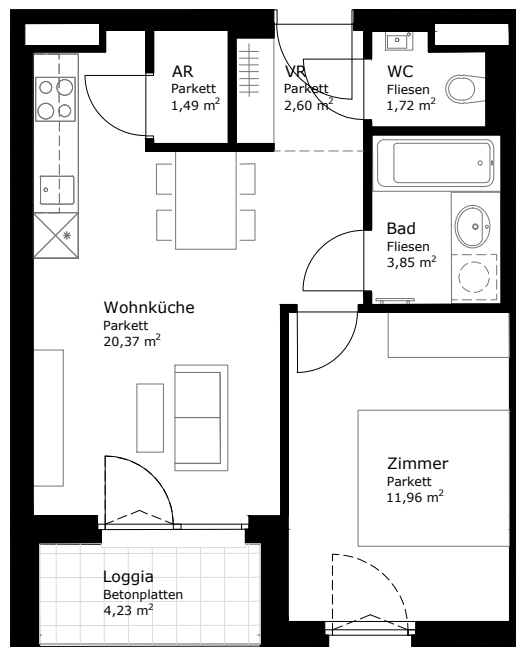 AR
Parkett
1,49 m²
VR
Parkett
2,60 m²
WC
Fliesen
1,72 m²
Bad
Fliesen
3,85 m²
Wohnküche
Parkett
20,37 m²
Zimmer
Parkett
11,96 m²
Loggia
Betonplatten
4,23 m²